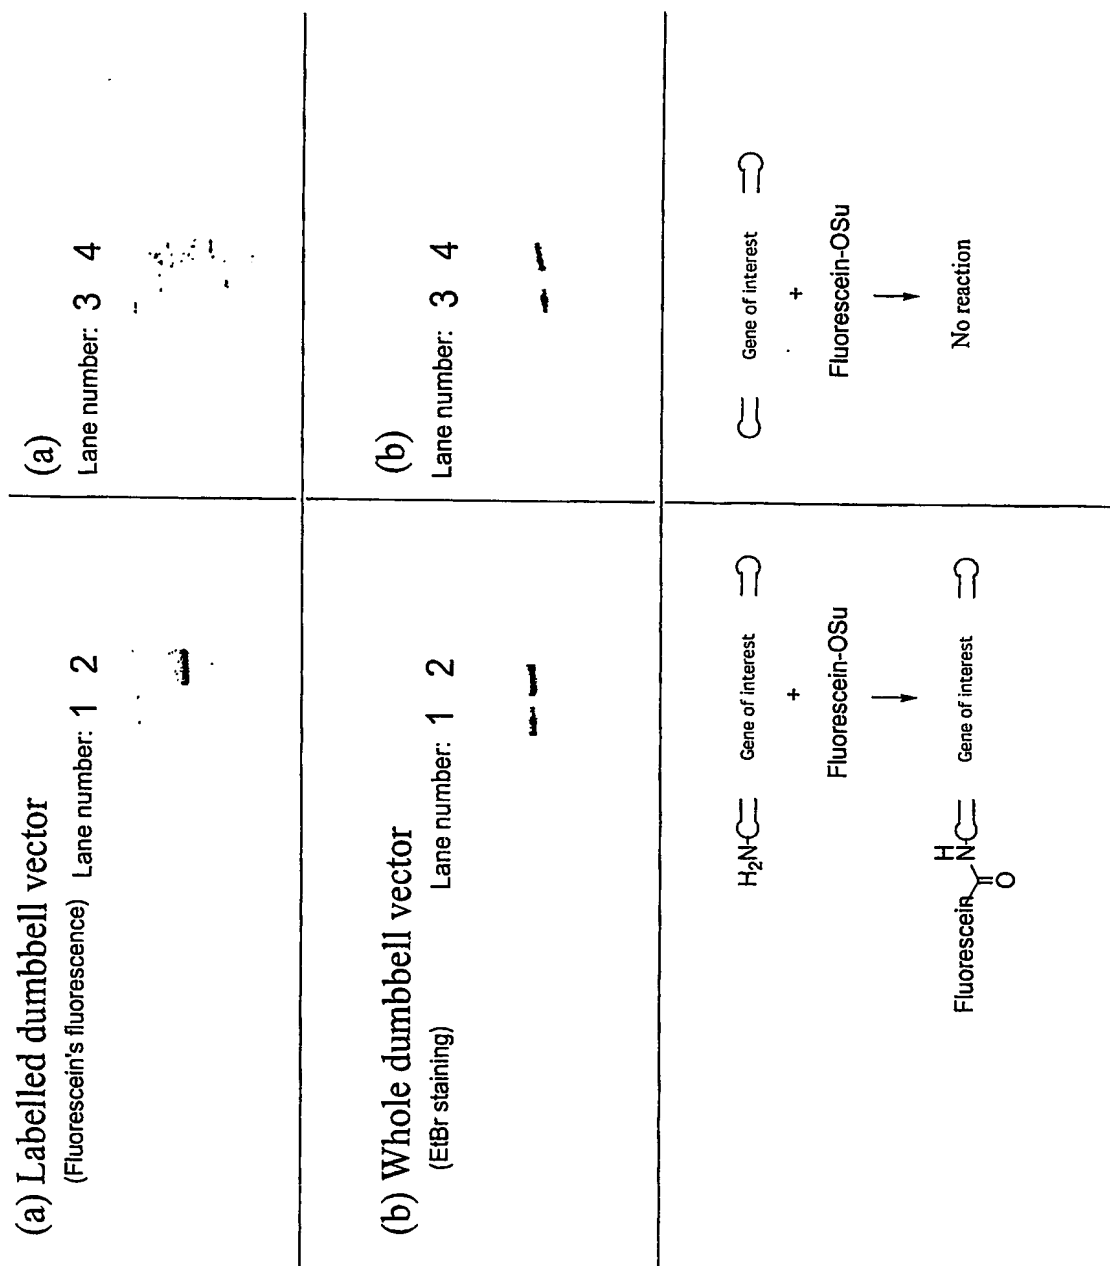 (a) Labelled dumbbell vector
(Fluorescein's fluorescence) Lane number: 1 2
(a)
Lane number: 3 4
(b) Whole dumbbell vector
(EtBr staining) Lane number: 1 2
(b)
Lane number: 3 4
H₂N Gene of interest
+
Fluorescein-OSu
Fluorescein H N O Gene of interest
Gene of interest
+
Fluorescein-OSu
No reaction